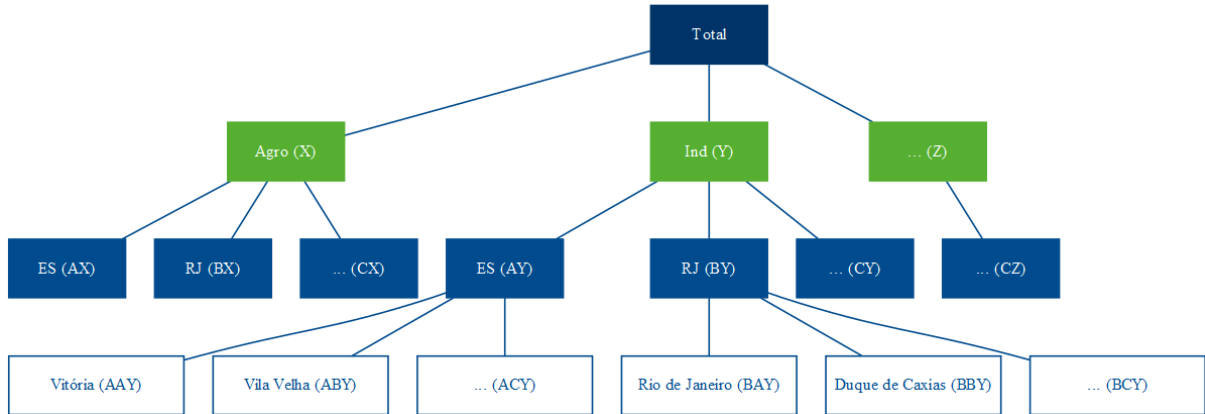 Total
Agro (X)
Ind (Y)
... (Z)
ES (AX)
RJ (BX)
... (CX)
ES (AY)
RJ (BY)
... (CY)
... (CZ)
Vitória (AAY)
Vila Velha (ABY)
... (ACY)
Rio de Janeiro (BAY)
Duque de Caxias (BBY)
... (BCY)